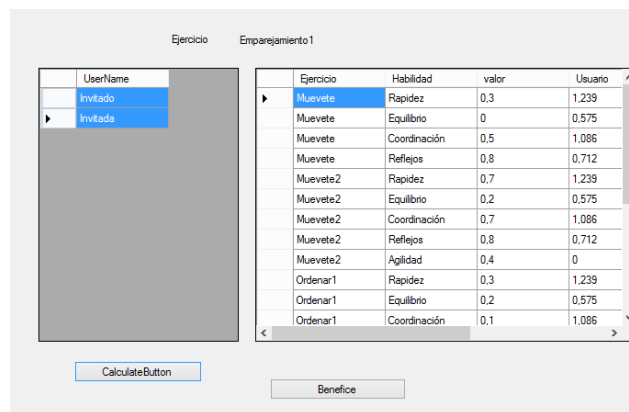 Ejercicio Emparejamiento1
UserName
Invitado
Invitada
Ejercicio Habilidad valor Usuario
Muevete Rapidez 0,3 1,239
Muevete Equilibrio 0 0,575
Muevete Coordinación 0,5 1,086
Muevete Reflejos 0,8 0,712
Muevete2 Rapidez 0,7 1,239
Muevete2 Equilibrio 0,2 0,575
Muevete2 Coordinación 0,7 1,086
Muevete2 Reflejos 0,8 0,712
Muevete2 Agilidad 0,4 0
Ordenar1 Rapidez 0,3 1,239
Ordenar1 Equilibrio 0,2 0,575
Ordenar1 Coordinación 0,1 1,086
CalculateButton
Benefice